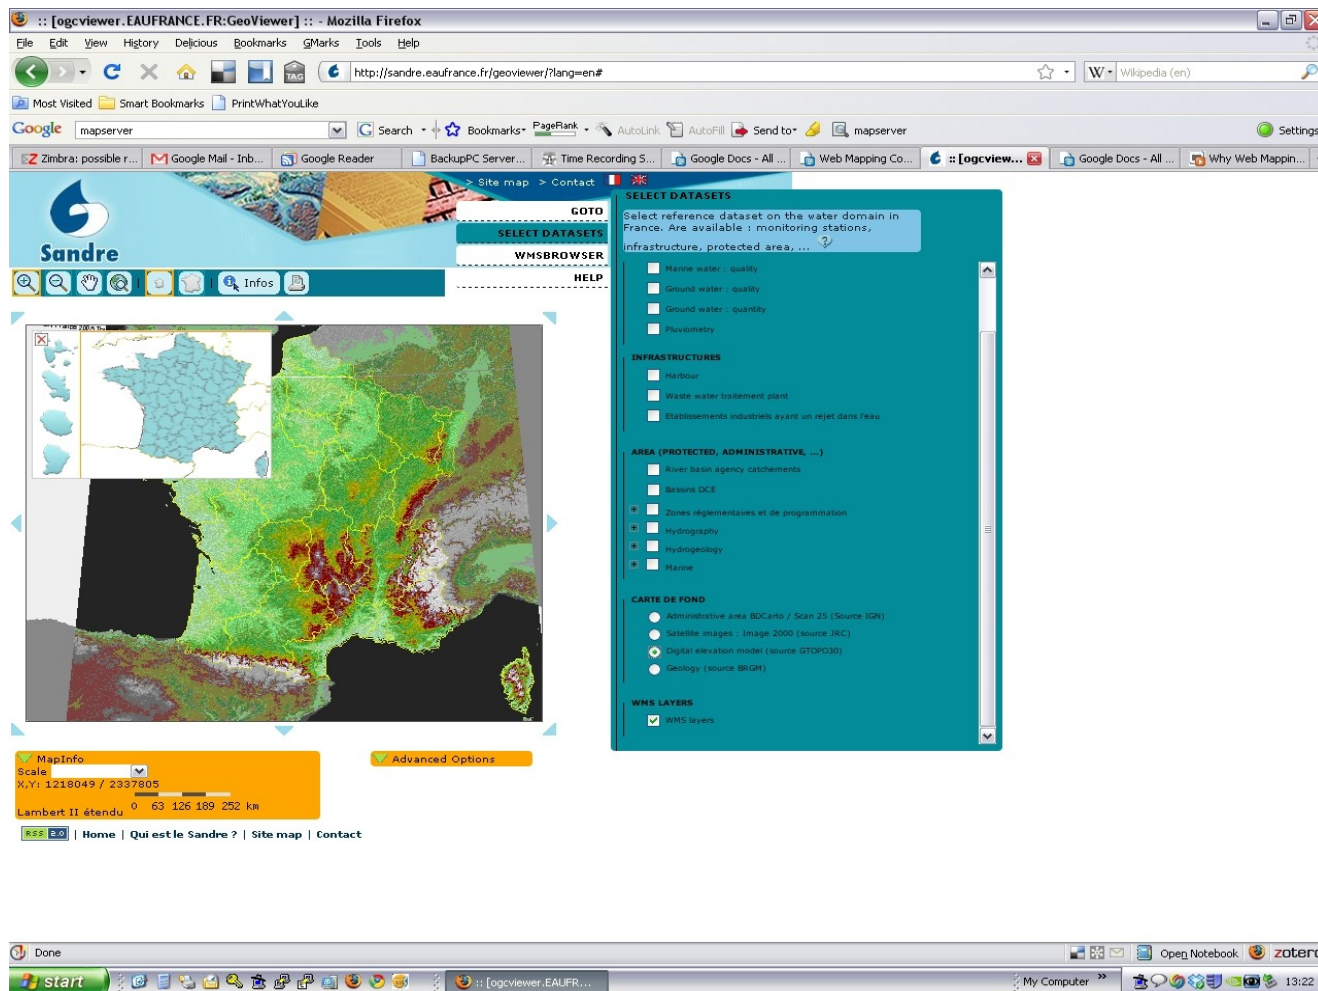 :: [ogcviewer.EAUFRANCE.FR:GeoViewer] :: - Mozilla Firefox
File Edit View History Delicious Bookmarks GMarks Tools Help
TAG http://sandre.eaufrance.fr/geoviewer/?lang=en# W Wikipedia (en)
Most Visited Smart Bookmarks PrintWhatYouLike
Google mapserver Search Bookmarks PageRank AutoLink AutoFill Send to mapserver Settings
Zimbra: possible r... Google Mail - Inb... Google Reader BackupPC Server... Time Recording S... Google Docs - All ... Web Mapping Co... :: [ogcview... Google Docs - All ... Why Web Mappin...
> Site map > Contact
Sandre
GOTO
SELECT DATASETS
WMSBROWSER
HELP
Infos
SELECT DATASETS
Select reference dataset on the water domain in
France. Are available : monitoring stations,
infrastructure, protected area, ... ?
Marine water : quality
Ground water : quality
Ground water : quantity
Pluviometry
INFRASTRUCTURES
Harbour
Waste water traitement plant
Etablissements industriels ayant un rejet dans l'eau
AREA (PROTECTED, ADMINISTRATIVE, ...)
River basin agency catchements
Bassins DCE
Zones réglementaires et de programmation
Hydrography
Hydrogeology
Marine
CARTE DE FOND
Administrative area BDCarto / Scan 25 (Source IGN)
Satellite images : Image 2000 (source JRC)
Digital elevation model (source GTOPO30)
Geology (source BRGM)
WMS LAYERS
WMS layers
MapInfo
Scale
X,Y: 1218049 / 2337805
0 63 126 189 252 km
Lambert II étendu
Advanced Options
RSS 2.0 | Home | Qui est le Sandre ? | Site map | Contact
Done Open Notebook zotero
start :: [ogcviewer.EAUFR... My Computer » 13:22